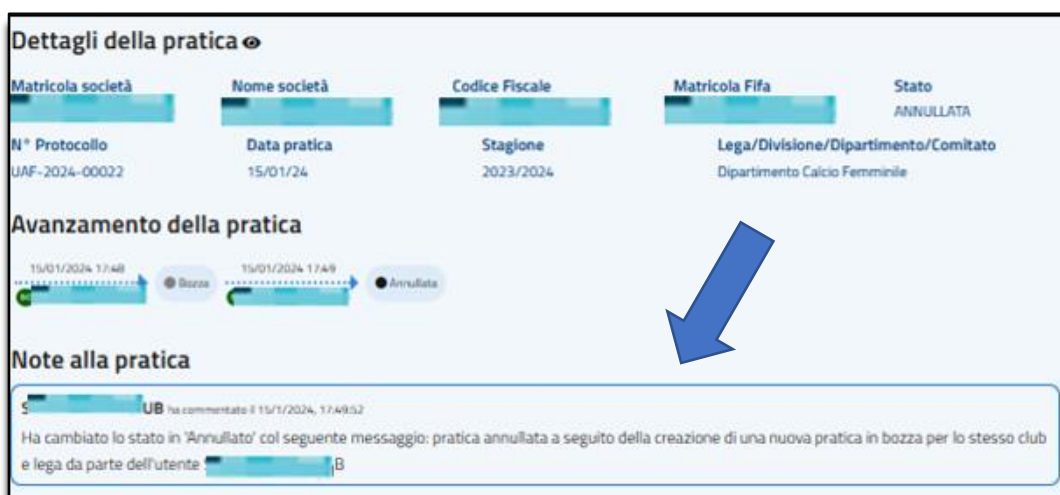 Dettagli della pratica
Matricola società Nome società Codice Fiscale Matricola Fifa Stato
ANNULLATA
N° Protocollo Data pratica Stagione Lega/Divisione/Dipartimento/Comitato
UAF-2024-00022 15/01/24 2023/2024 Dipartimento Calcio Femminile
Avanzamento della pratica
15/01/2024 17:48 15/01/2024 17:49
Bozza Annullata
Note alla pratica
S UB ha commentato il 15/1/2024, 17:49:52
Ha cambiato lo stato in 'Annullato' col seguente messaggio: pratica annullata a seguito della creazione di una nuova pratica in bozza per lo stesso club
e lega da parte dell'utente B